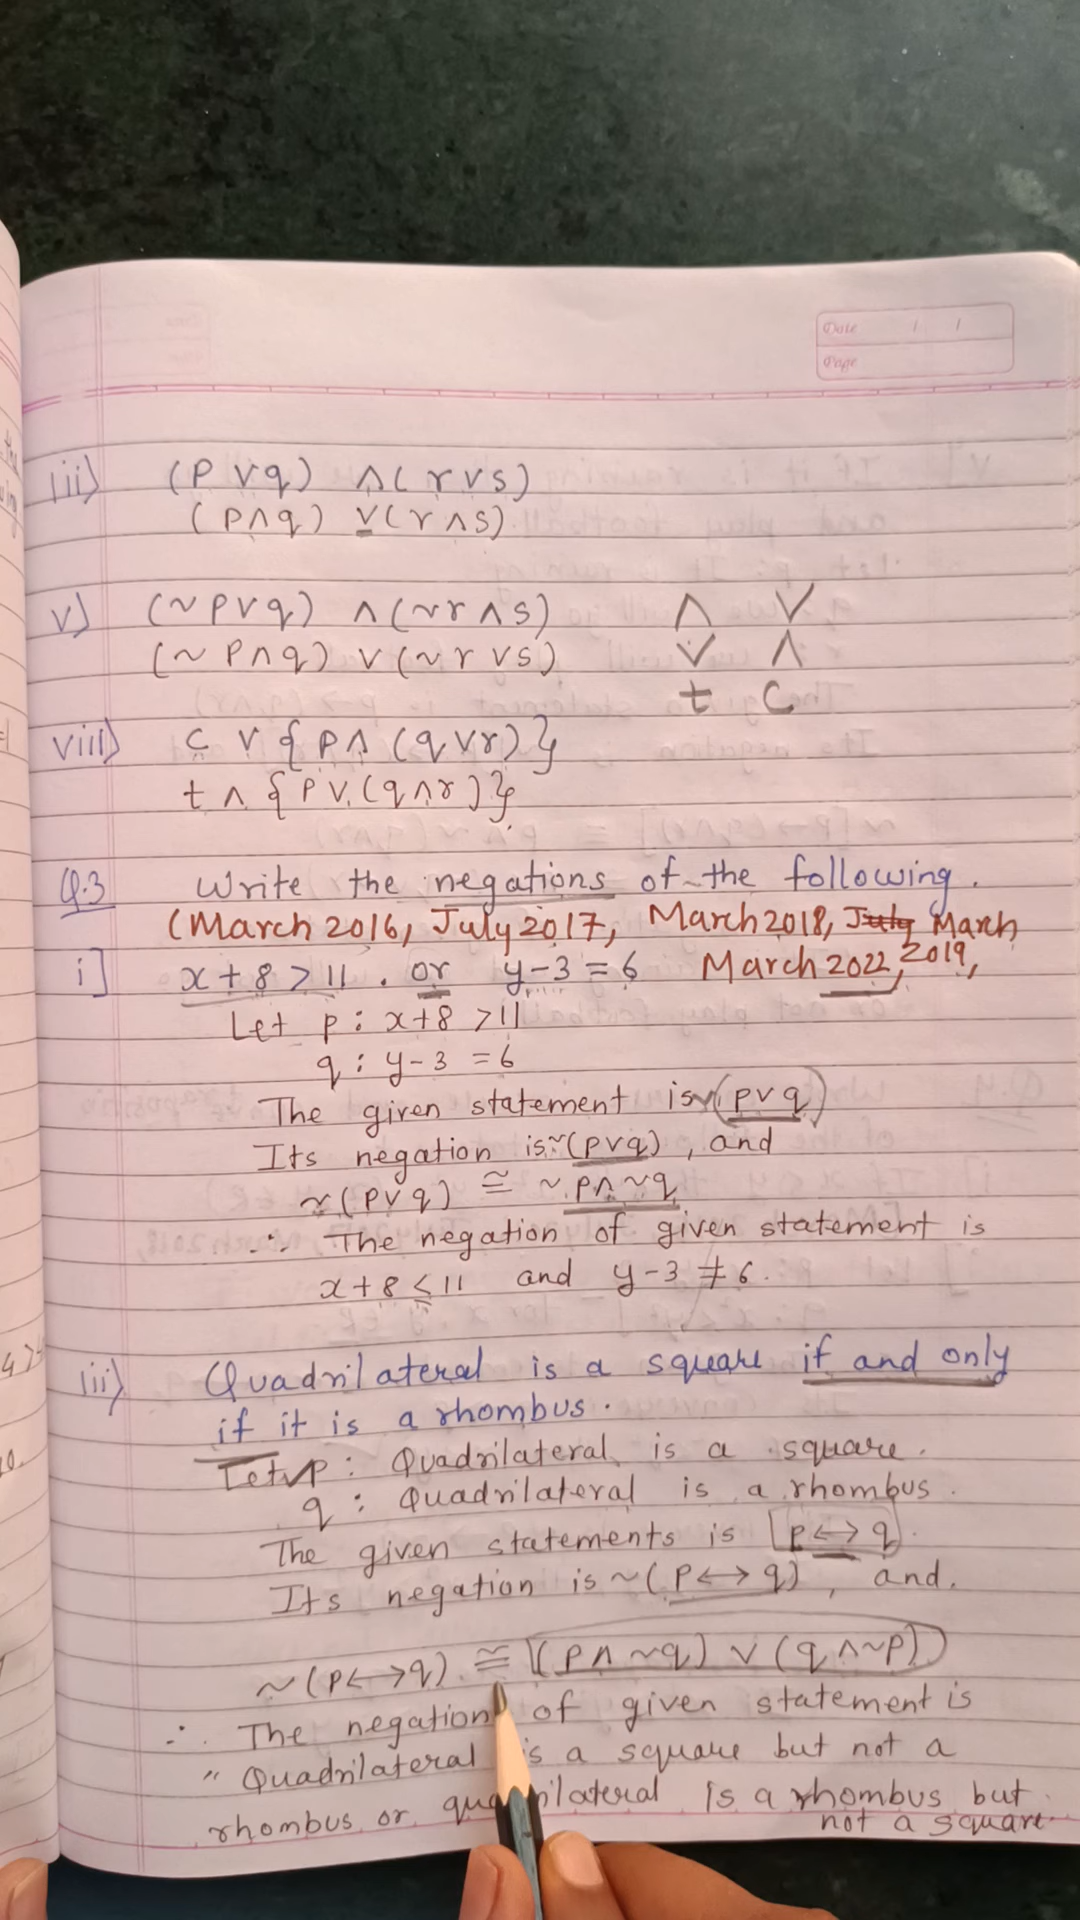 Date / /
Page
iii) (p ∨ q) ∧ (r ∨ s)
(p ∧ q) ∨ (r ∧ s)
v) (~p ∨ q) ∧ (~r ∧ s) ∧ ∨
(~p ∧ q) ∨ (~r ∨ s) ∨ ∧
t c
viii) c ∨ {p ∧ (q ∨ r)}
t ∧ {p ∨ (q ∧ r)}
Q.3 Write the negations of the following.
(March 2016, July 2017, March 2018, July March 2019,
i] x + 8 > 11 . or y - 3 = 6 March 2022,
Let p : x+8 > 11
q : y - 3 = 6
The given statement is ~(p ∨ q)
Its negation is ~(p ∨ q), and
~(p ∨ q) ≅ ~p ∧ ~q
∴ The negation of given statement is
x + 8 ≤ 11 and y - 3 ≠ 6.
iii) Quadrilateral is a square if and only
if it is a rhombus.
Let p : Quadrilateral is a square.
q : Quadrilateral is a rhombus.
The given statements is [p ↔ q].
Its negation is ~(p ↔ q), and.
~(p ↔ q) ≅ (p ∧ ~q) ∨ (q ∧ ~p)
∴ The negation of given statement is
" Quadrilateral is a square but not a
rhombus or quadrilateral is a rhombus but
not a square